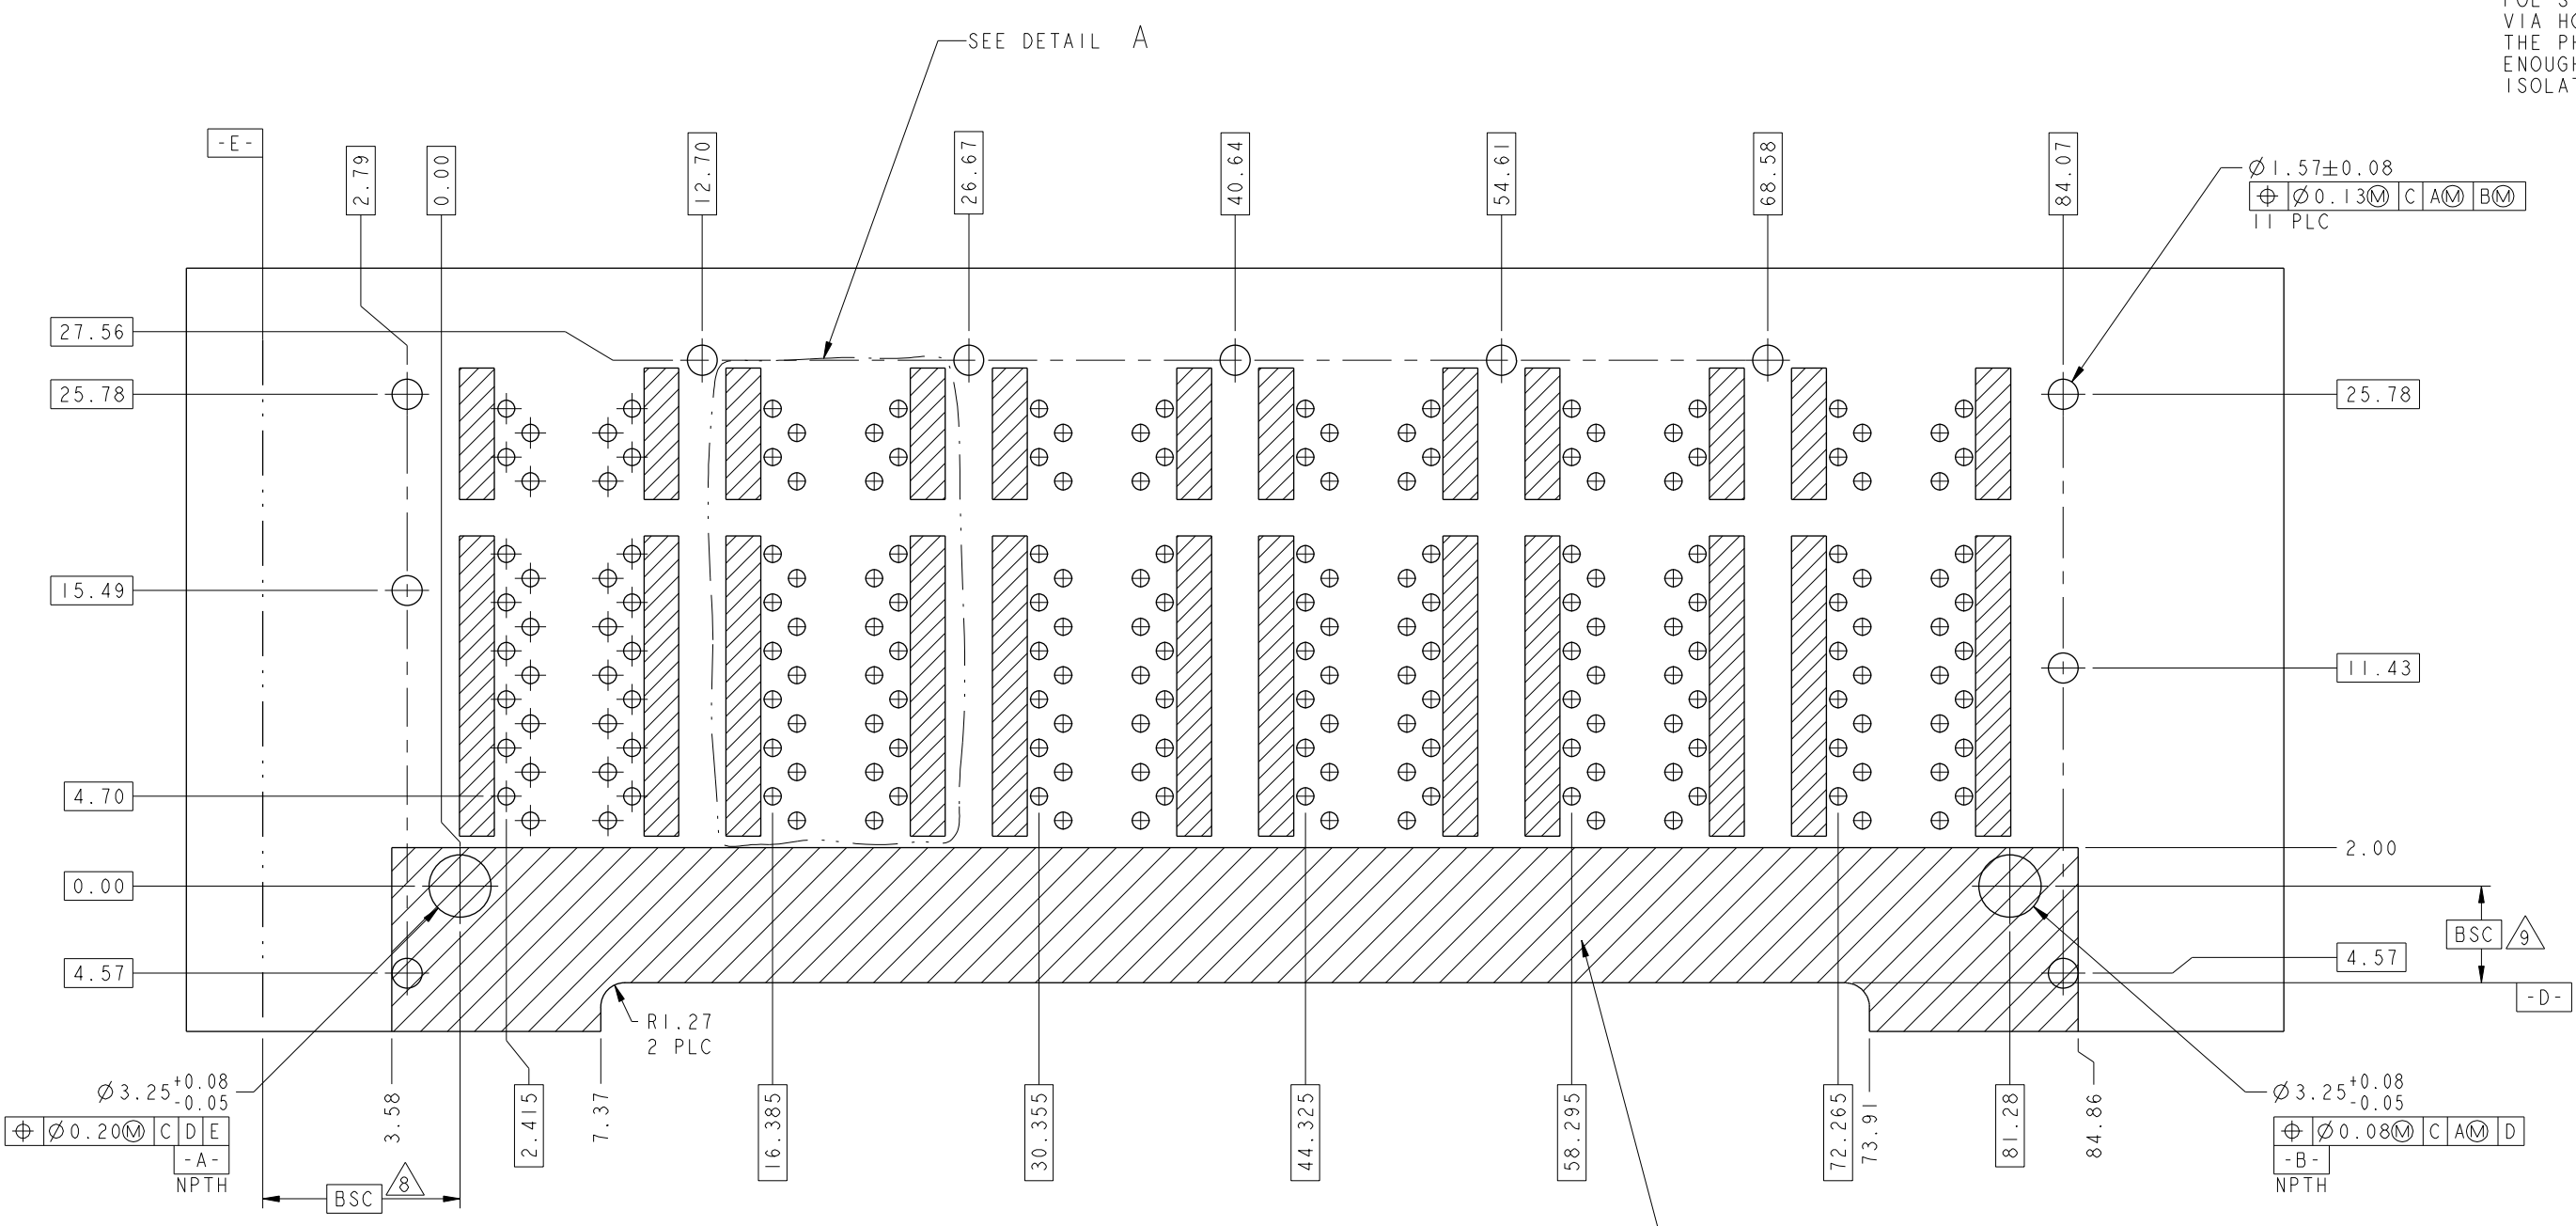 VIA
THE
ENOUGH
ISOLAT
SEE DETAIL A
-E-
2.79
0.00
12.70
26.67
40.64
54.61
68.58
84.07
Ø1.57±0.08
⌖ Ø0.13Ⓜ C AⓂ BⓂ
11 PLC
27.56
25.78
15.49
4.70
0.00
4.57
25.78
11.43
2.00
BSC 9
4.57
-D-
R1.27
2 PLC
Ø3.25 +0.08 -0.05
⌖ Ø0.20Ⓜ C D E
-A-
NPTH
BSC 8
3.58
2.415
7.37
16.385
30.355
44.325
58.295
72.265
73.91
81.28
84.86
Ø3.25 +0.08 -0.05
⌖ Ø0.08Ⓜ C AⓂ D
-B-
NPTH